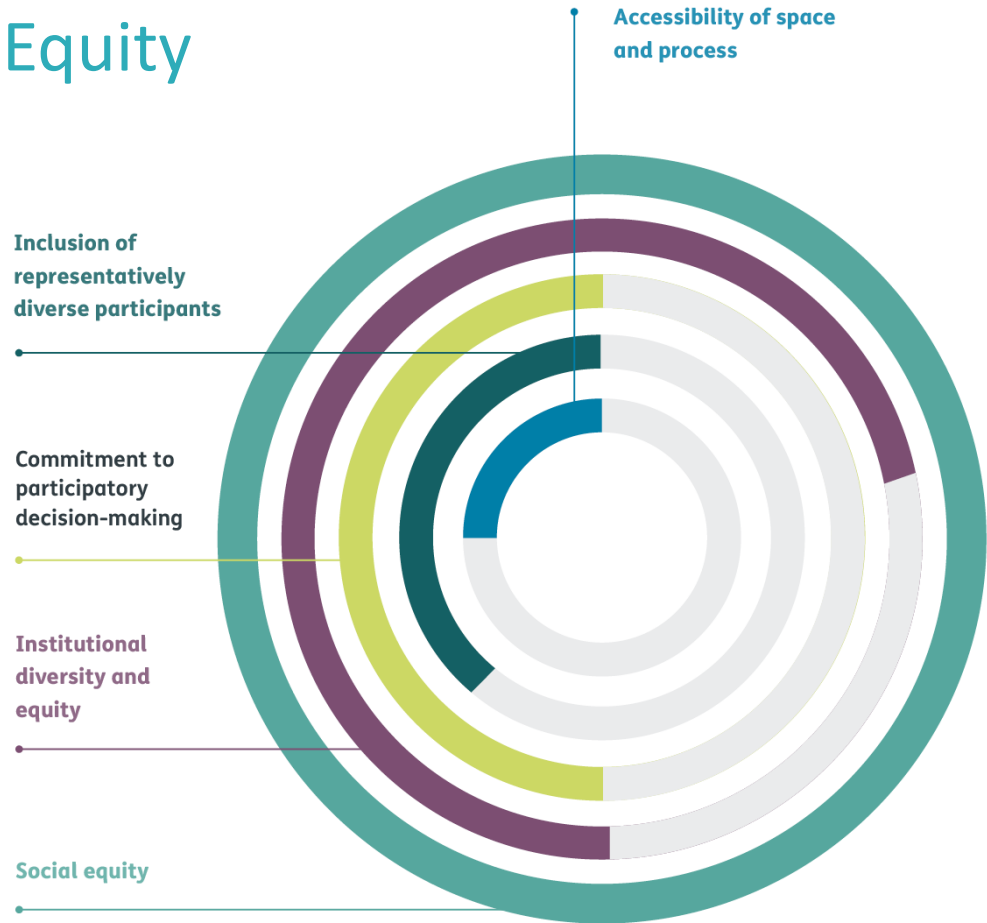 Equity
Accessibility of space
and process
Inclusion of
representatively
diverse participants
Commitment to
participatory
decision-making
Institutional
diversity and
equity
Social equity